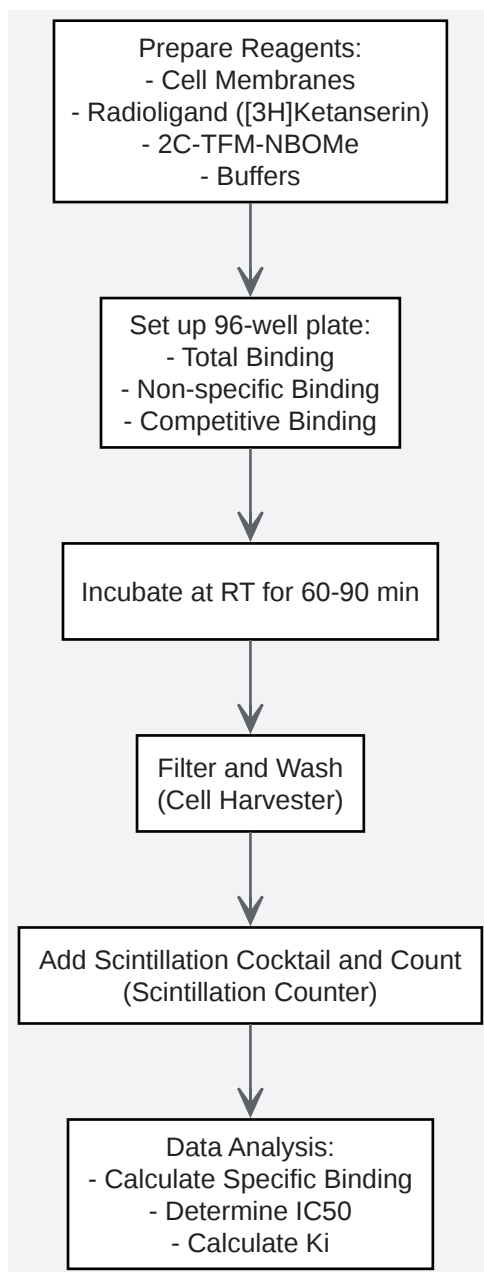 Prepare Reagents:
- Cell Membranes
- Radioligand ([3H]Ketanserin)
- 2C-TFM-NBOMe
- Buffers
Set up 96-well plate:
- Total Binding
- Non-specific Binding
- Competitive Binding
Incubate at RT for 60-90 min
Filter and Wash
(Cell Harvester)
Add Scintillation Cocktail and Count
(Scintillation Counter)
Data Analysis:
- Calculate Specific Binding
- Determine IC50
- Calculate Ki